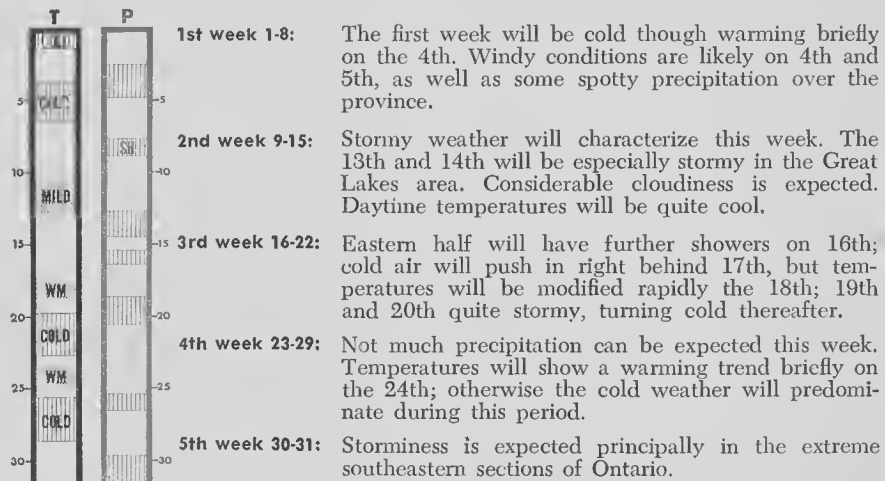 T P
COLD
5
COLD
-5
SH
10
-10
MILD
15
-15
WM.
20
-20
COLD
WM
25
-25
COLD
30
-30
1st week 1-8: The first week will be cold though warming briefly
on the 4th. Windy conditions are likely on 4th and
5th, as well as some spotty precipitation over the
province.
2nd week 9-15: Stormy weather will characterize this week. The
13th and 14th will be especially stormy in the Great
Lakes area. Considerable cloudiness is expected.
Daytime temperatures will be quite cool.
3rd week 16-22: Eastern half will have further showers on 16th;
cold air will push in right behind 17th, but tem-
peratures will be modified rapidly the 18th; 19th
and 20th quite stormy, turning cold thereafter.
4th week 23-29: Not much precipitation can be expected this week.
Temperatures will show a warming trend briefly on
the 24th; otherwise the cold weather will predomi-
nate during this period.
5th week 30-31: Storminess is expected principally in the extreme
southeastern sections of Ontario.